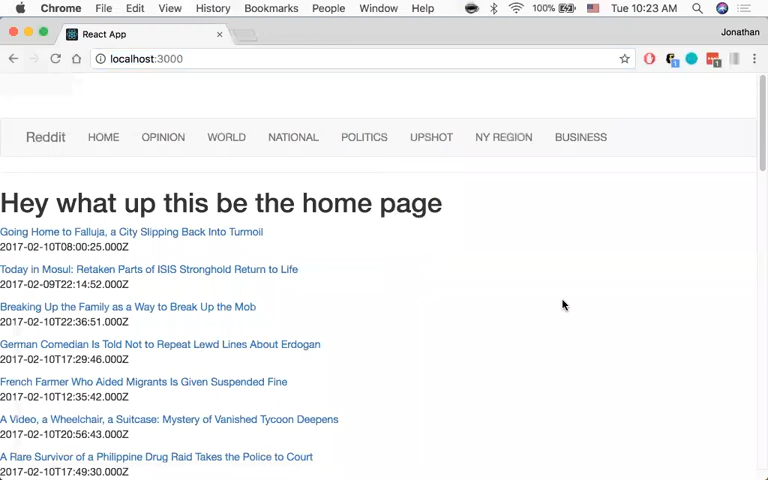 Chrome File Edit View History Bookmarks People Window Help 100% Tue 10:23 AM
React App Jonathan
localhost:3000 1 1
Reddit HOME OPINION WORLD NATIONAL POLITICS UPSHOT NY REGION BUSINESS
Hey what up this be the home page
Going Home to Falluja, a City Slipping Back Into Turmoil
2017-02-10T08:00:25.000Z
Today in Mosul: Retaken Parts of ISIS Stronghold Return to Life
2017-02-09T22:14:52.000Z
Breaking Up the Family as a Way to Break Up the Mob
2017-02-10T22:36:51.000Z
German Comedian Is Told Not to Repeat Lewd Lines About Erdogan
2017-02-10T17:29:46.000Z
French Farmer Who Aided Migrants Is Given Suspended Fine
2017-02-10T12:35:42.000Z
A Video, a Wheelchair, a Suitcase: Mystery of Vanished Tycoon Deepens
2017-02-10T20:56:43.000Z
A Rare Survivor of a Philippine Drug Raid Takes the Police to Court
2017-02-10T17:49:30.000Z